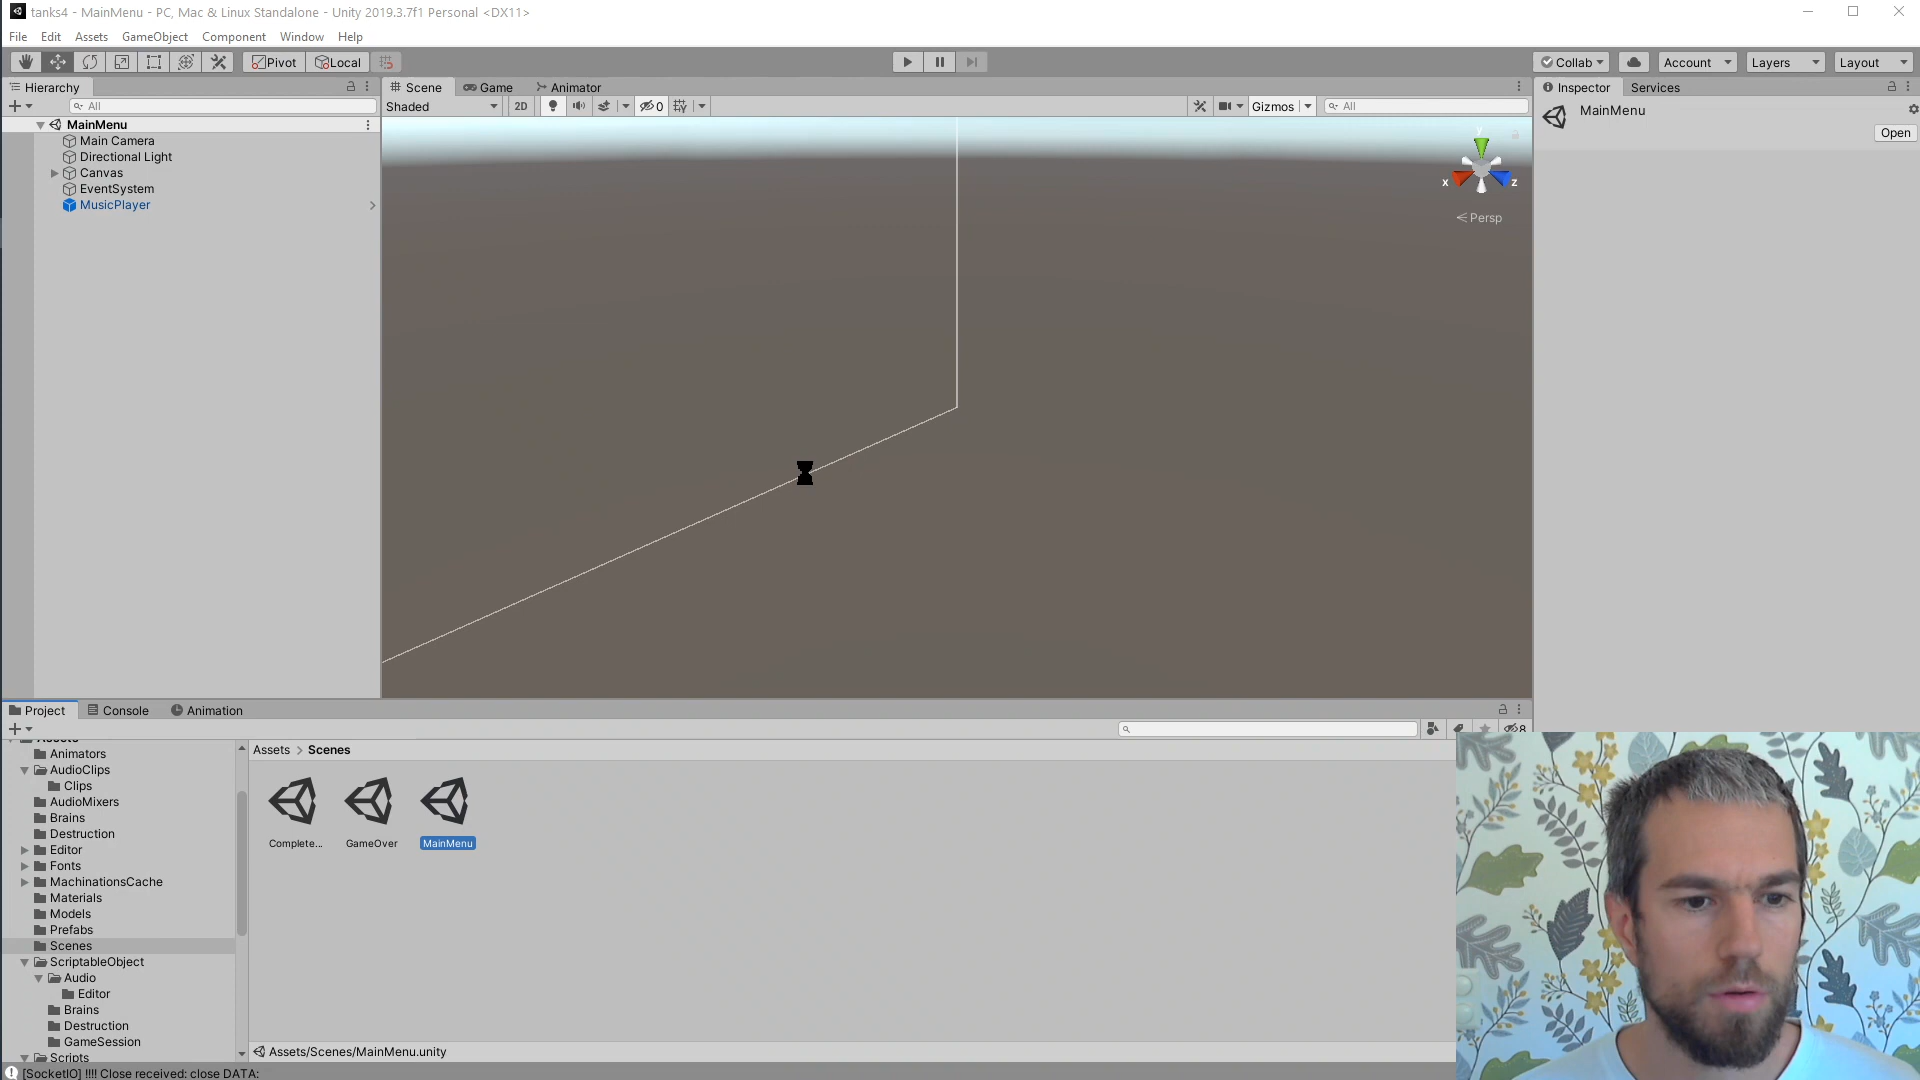 tanks4 - MainMenu - PC, Mac & Linux Standalone - Unity 2019.3.7f1 Personal <DX11>
File Edit Assets GameObject Component Window Help
Pivot Local Collab Account Layers Layout
Hierarchy
All
MainMenu
Main Camera
Directional Light
Canvas
EventSystem
MusicPlayer
Scene Game Animator
Shaded 2D 0 Gizmos All
y
x z
Persp
Inspector Services
MainMenu
Open
Project Console Animation
8
Assets
Animators
AudioClips
Clips
AudioMixers
Brains
Destruction
Editor
Fonts
MachinationsCache
Materials
Models
Prefabs
Scenes
ScriptableObject
Audio
Editor
Brains
Destruction
GameSession
Scripts
Assets > Scenes
Complete... GameOver MainMenu
Assets/Scenes/MainMenu.unity
[SocketIO] !!!! Close received: close DATA: